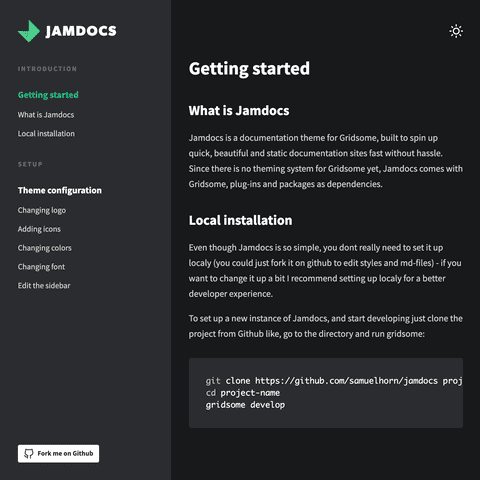 JAMDOCS
INTRODUCTION
Getting started
What is Jamdocs
Local installation
SETUP
Theme configuration
Changing logo
Adding icons
Changing colors
Changing font
Edit the sidebar
Fork me on Github
Getting started
What is Jamdocs
Jamdocs is a documentation theme for Gridsome, built to spin up
quick, beautiful and static documentation sites fast without hassle.
Since there is no theming system for Gridsome yet, Jamdocs comes with
Gridsome, plug-ins and packages as dependencies.
Local installation
Even though Jamdocs is so simple, you dont really need to set it up
localy (you could just fork it on github to edit styles and md-files) - if you
want to change it up a bit I recommend setting up localy for a better
developer experience.
To set up a new instance of Jamdocs, and start developing just clone the
project from Github like, go to the directory and run gridsome:
git clone https://github.com/samuelhorn/jamdocs proj
cd project-name
gridsome develop